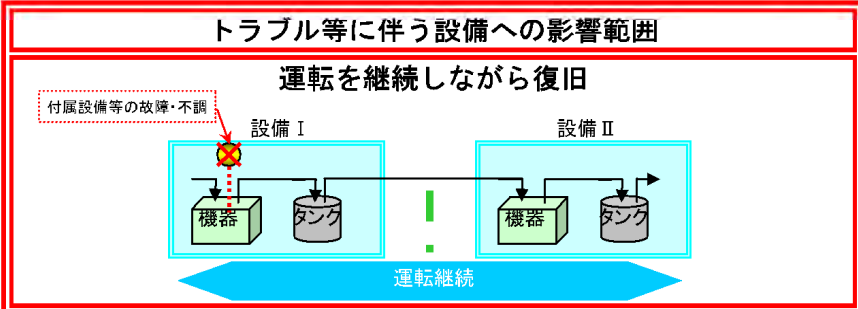 トラブル等に伴う設備への影響範囲
運転を継続しながら復旧
付属設備等の故障・不調
設備Ⅰ
設備Ⅱ
機器
タンク
機器
タンク
運転継続